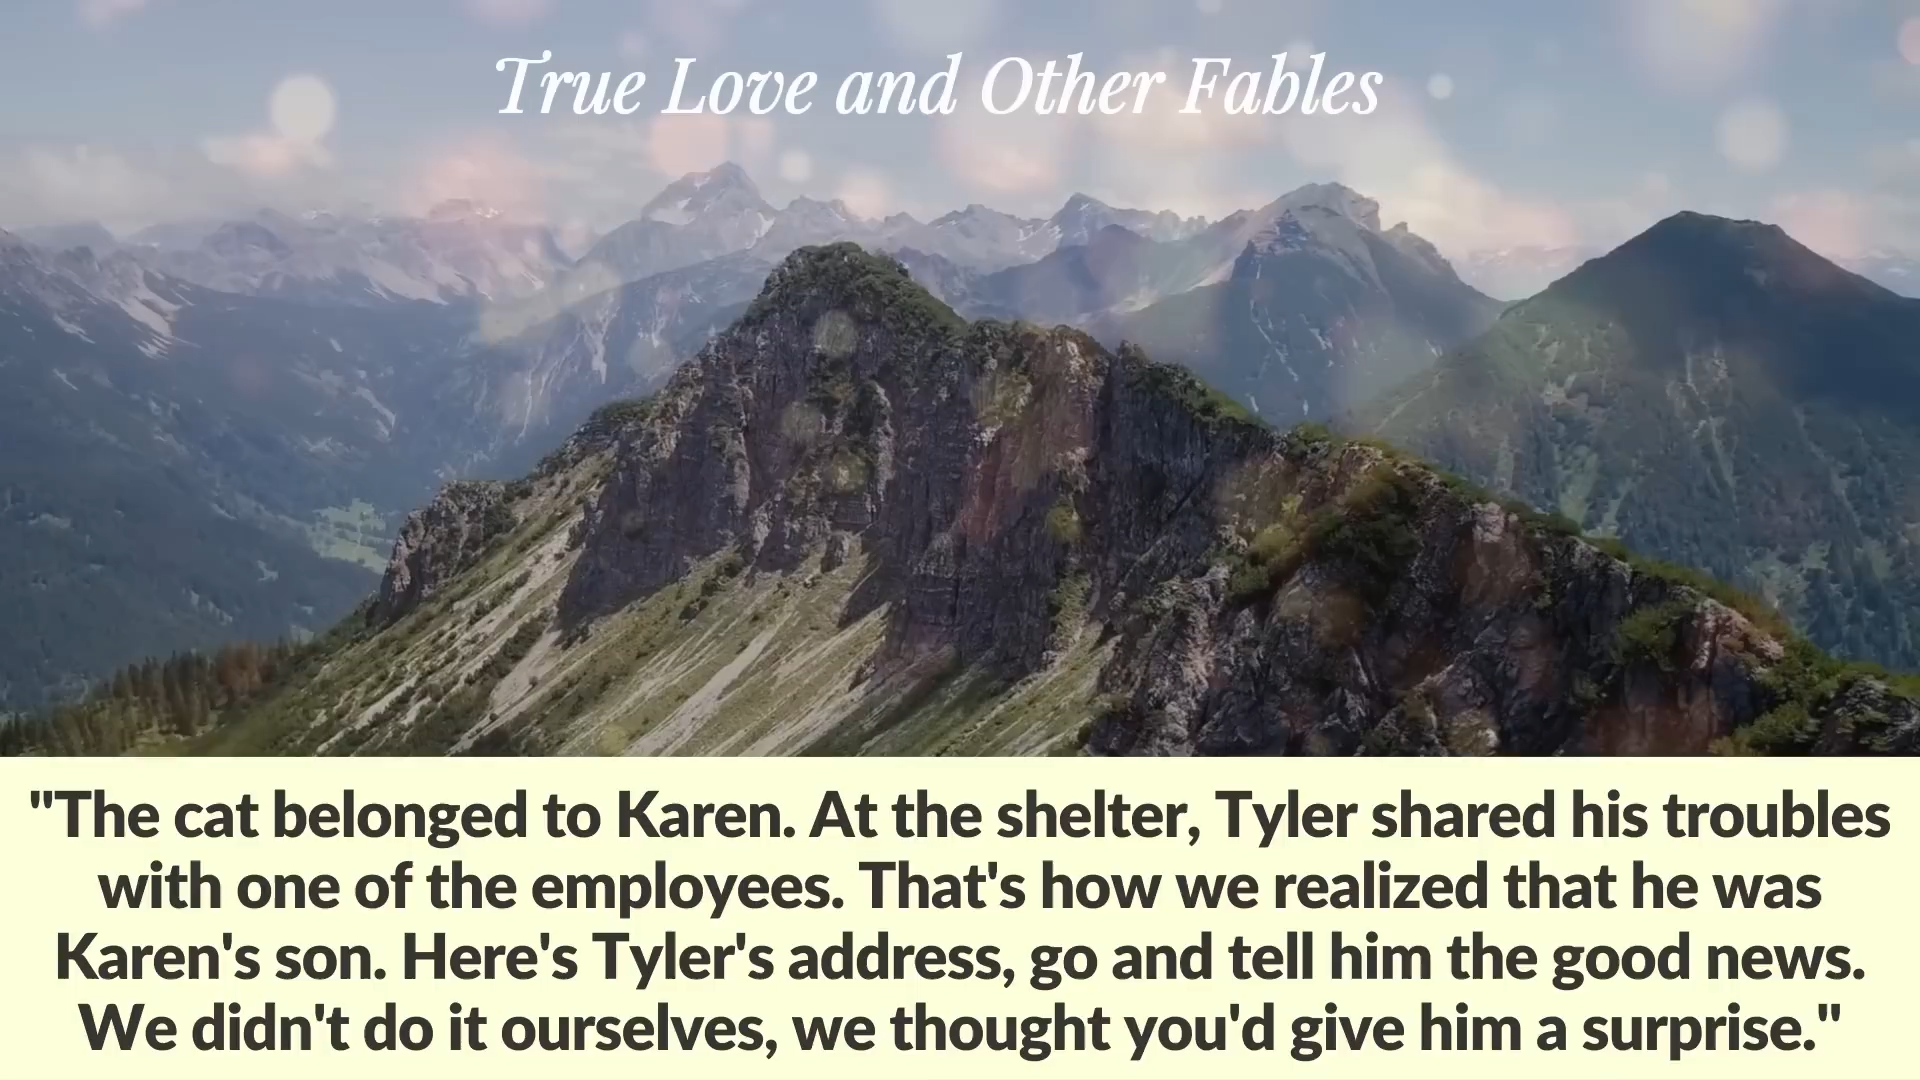 True Love and Other Fables
"The cat belonged to Karen. At the shelter, Tyler shared his troubles
with one of the employees. That's how we realized that he was
Karen's son. Here's Tyler's address, go and tell him the good news.
We didn't do it ourselves, we thought you'd give him a surprise."